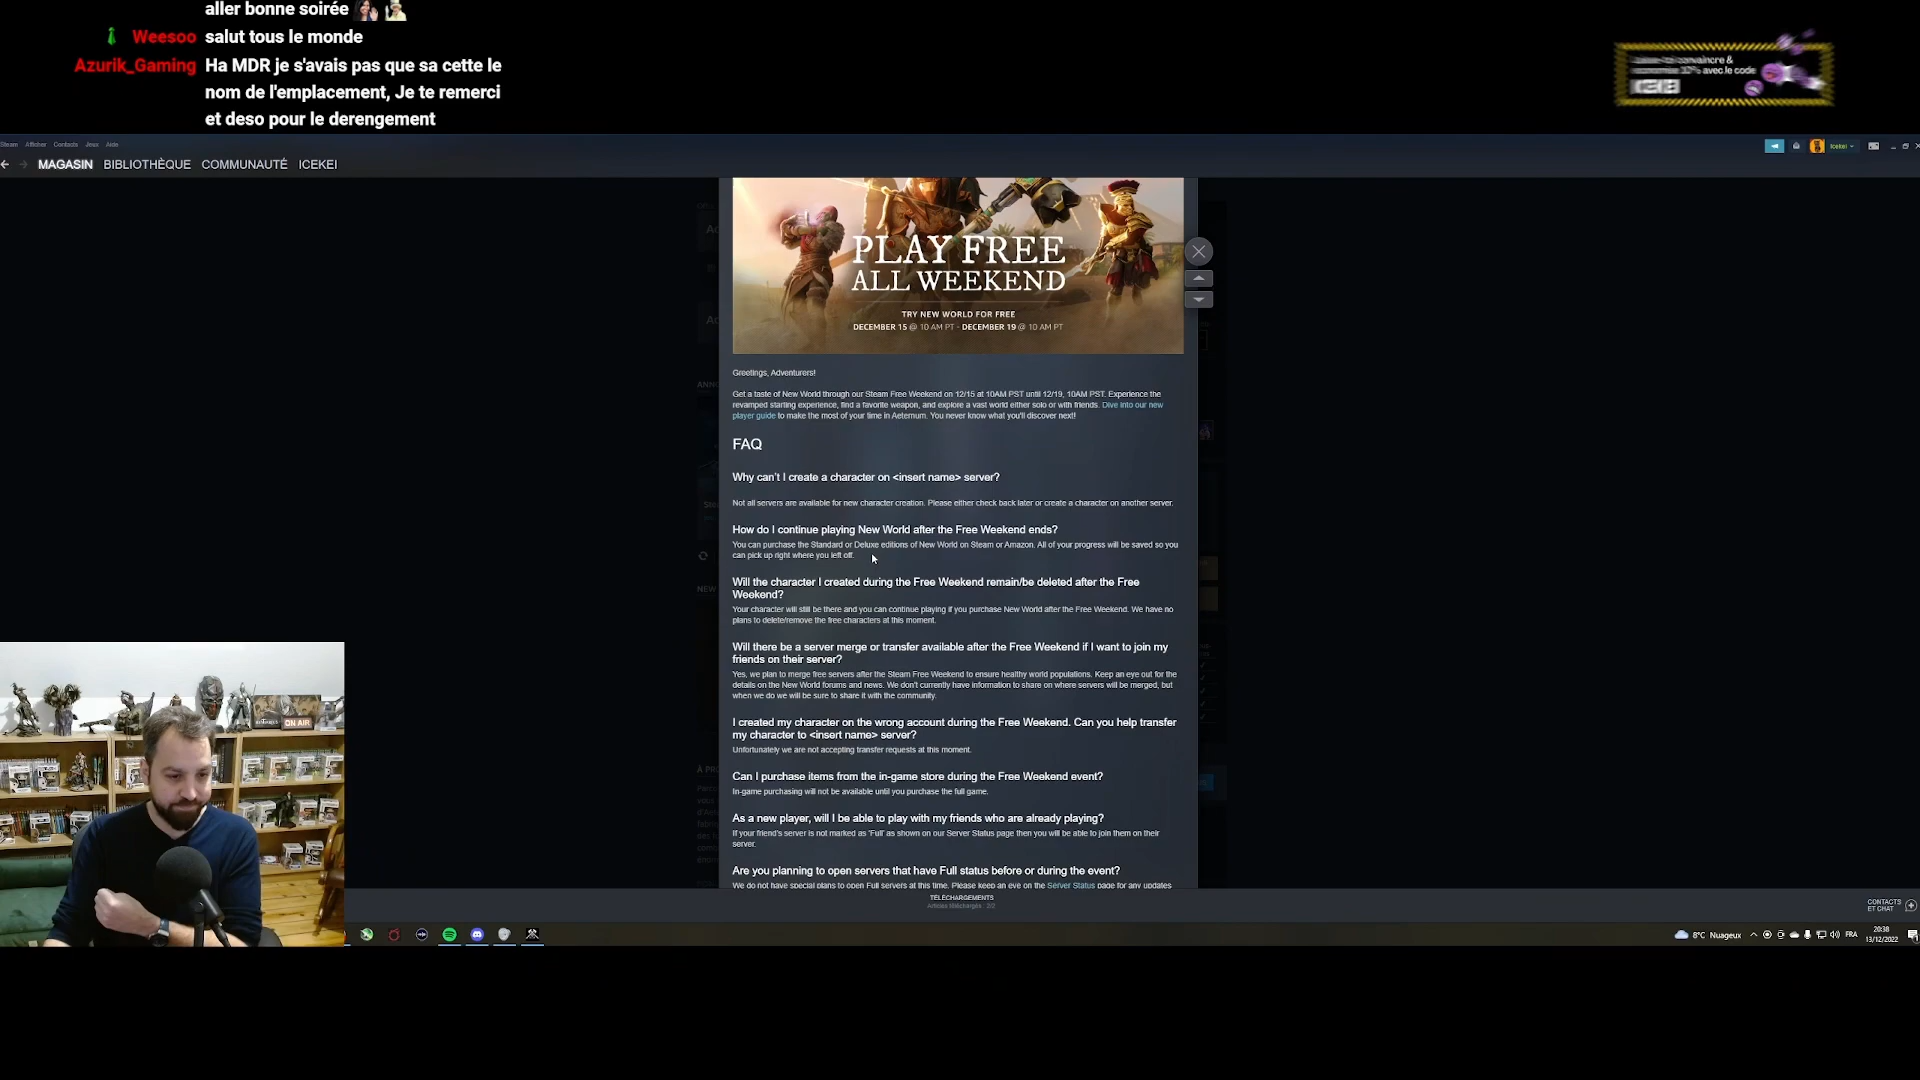 aller bonne soirée
Weesoo salut tous le monde
Azurik_Gaming Ha MDR je s'avais pas que sa cette le
nom de l'emplacement, Je te remerci
et deso pour le derengement
convaincre &
avec le code
Steam Afficher Contacts Jeux Aide
Icekei
MAGASIN BIBLIOTHÈQUE COMMUNAUTÉ ICEKEI
PLAY FREE
ALL WEEKEND
TRY NEW WORLD FOR FREE
DECEMBER 15 @ 10 AM PT - DECEMBER 19 @ 10 AM PT
Greetings, Adventurers!
Get a taste of New World through our Steam Free Weekend on 12/15 at 10AM PST until 12/19, 10AM PST. Experience the
revamped starting experience, find a favorite weapon, and explore a vast world either solo or with friends. Dive into our new
player guide to make the most of your time in Aeternum. You never know what you'll discover next!
FAQ
Why can't I create a character on <insert name> server?
Not all servers are available for new character creation. Please either check back later or create a character on another server.
How do I continue playing New World after the Free Weekend ends?
You can purchase the Standard or Deluxe editions of New World on Steam or Amazon. All of your progress will be saved so you
can pick up right where you left off.
Will the character I created during the Free Weekend remain/be deleted after the Free
Weekend?
Your character will still be there and you can continue playing if you purchase New World after the Free Weekend. We have no
plans to delete/remove the free characters at this moment.
Will there be a server merge or transfer available after the Free Weekend if I want to join my
friends on their server?
Yes, we plan to merge free servers after the Steam Free Weekend to ensure healthy world populations. Keep an eye out for the
details on the New World forums and news. We don't currently have information to share on where servers will be merged, but
when we do we will be sure to share it with the community.
I created my character on the wrong account during the Free Weekend. Can you help transfer
my character to <insert name> server?
Unfortunately we are not accepting transfer requests at this moment.
Can I purchase items from the in-game store during the Free Weekend event?
In-game purchasing will not be available until you purchase the full game.
As a new player, will I be able to play with my friends who are already playing?
If your friend's server is not marked as 'Full' as shown on our Server Status page then you will be able to join them on their
server.
Are you planning to open servers that have Full status before or during the event?
We do not have special plans to open Full servers at this time. Please keep an eye on the Server Status page for any updates
ON AIR
TÉLÉCHARGEMENTS
Articles téléchargés : 2/2
CONTACTS
ET CHAT
8°C Nuageux
FRA
20:38
13/12/2022